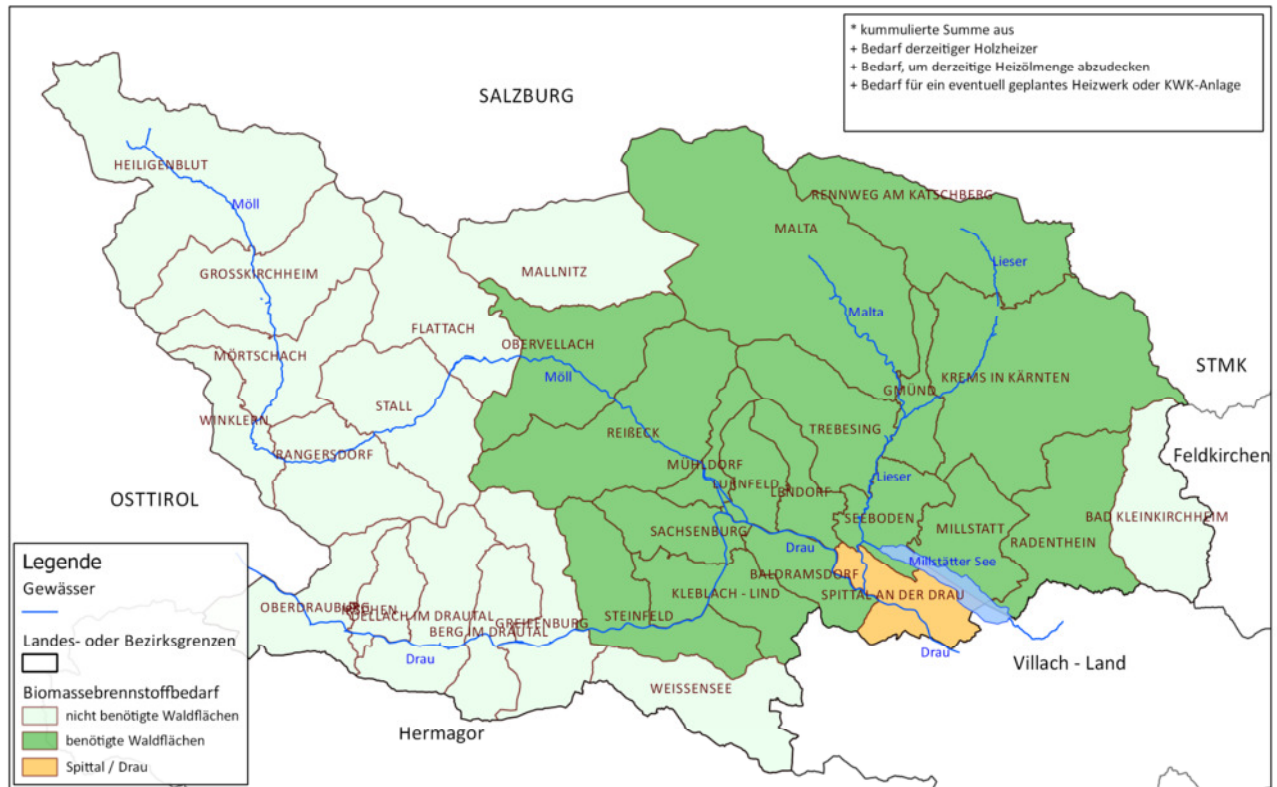 * kummulierte Summe aus
+ Bedarf derzeitiger Holzheizer
+ Bedarf, um derzeitige Heizölmenge abzudecken
+ Bedarf für ein eventuell geplantes Heizwerk oder KWK-Anlage
SALZBURG
HEILIGENBLUT
RENNWEG AM KATSCHBERG
Möll
MALTA
Lieser
GROSSKIRCHHEIM
MALLNITZ
Malta
FLATTACH
OBERVELLACH
MÖRTSCHACH
STMK
Möll
KREMS IN KÄRNTEN
GMÜND
STALL
WINKLERN
TREBESING
REIßECK
RANGERSDORF
Feldkirchen
MÜHLDORF
Lieser
LURNFELD
LENDORF
OSTTIROL
SEEBODEN
BAD KLEINKIRCHHEIM
SACHSENBURG
MILLSTATT
RADENTHEIN
Drau
Millstätter See
BALDRAMSDORF
KLEBLACH - LIND
SPITTAL AN DER DRAU
OBERDRAUBURG
IRSCHEN
DELLACH IM DRAUTAL
GREIFENBURG
STEINFELD
BERG IM DRAUTAL
Drau
Drau
Villach - Land
WEISSENSEE
Hermagor
Legende
Gewässer
Landes- oder Bezirksgrenzen
Biomassebrennstoffbedarf
nicht benötigte Waldflächen
benötigte Waldflächen
Spittal / Drau